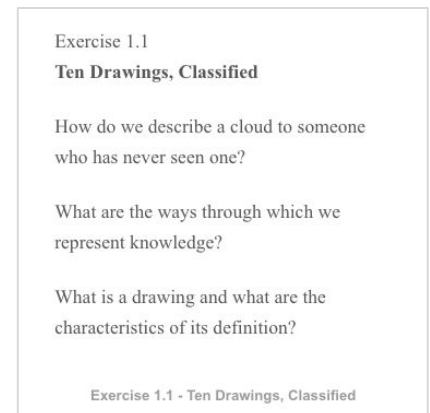 Exercise 1.1
Ten Drawings, Classified
How do we describe a cloud to someone
who has never seen one?
What are the ways through which we
represent knowledge?
What is a drawing and what are the
characteristics of its definition?
Exercise 1.1 - Ten Drawings, Classified